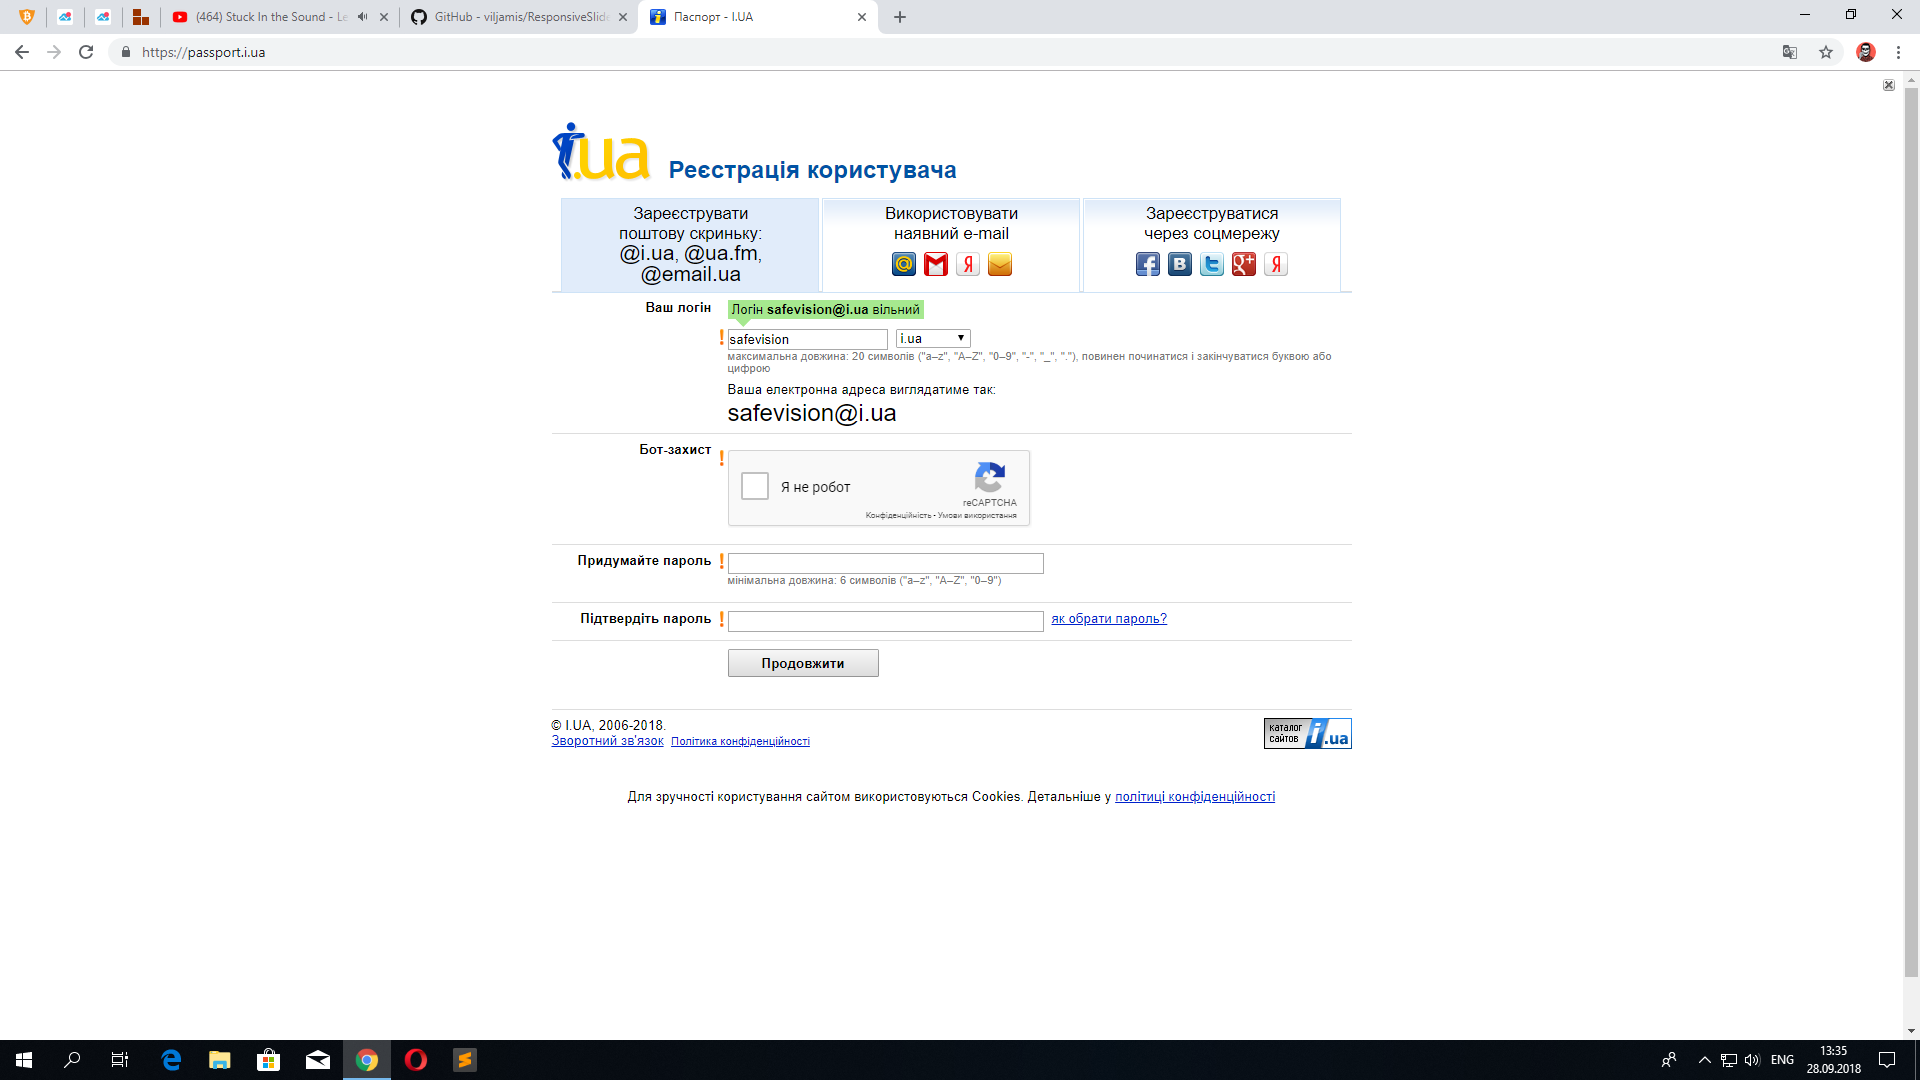 (464) Stuck In the Sound - Le
GitHub - viljamis/ResponsiveSlide
Паспорт - I.UA
https://passport.i.ua
i.ua
Реєстрація користувача
Зареєструвати
поштову скриньку:
@i.ua, @ua.fm,
@email.ua
Використовувати
наявний e-mail
Зареєструватися
через соцмережу
Ваш логін
Логін safevision@i.ua вільний
safevision
i.ua
максимальна довжина: 20 символів ("a–z", "A–Z", "0–9", "-", "_", "."), повинен починатися і закінчуватися буквою або
цифрою
Ваша електронна адреса виглядатиме так:
safevision@i.ua
Бот-захист
Я не робот
reCAPTCHA
Конфіденційність - Умови використання
Придумайте пароль
мінімальна довжина: 6 символів ("a–z", "A–Z", "0–9")
Підтвердіть пароль
як обрати пароль?
Продовжити
© I.UA, 2006-2018.
Зворотний зв'язок Політика конфіденційності
каталог
сайтов
i.ua
Для зручності користування сайтом використовуються Cookies. Детальніше у політиці конфіденційності
ENG
13:35
28.09.2018